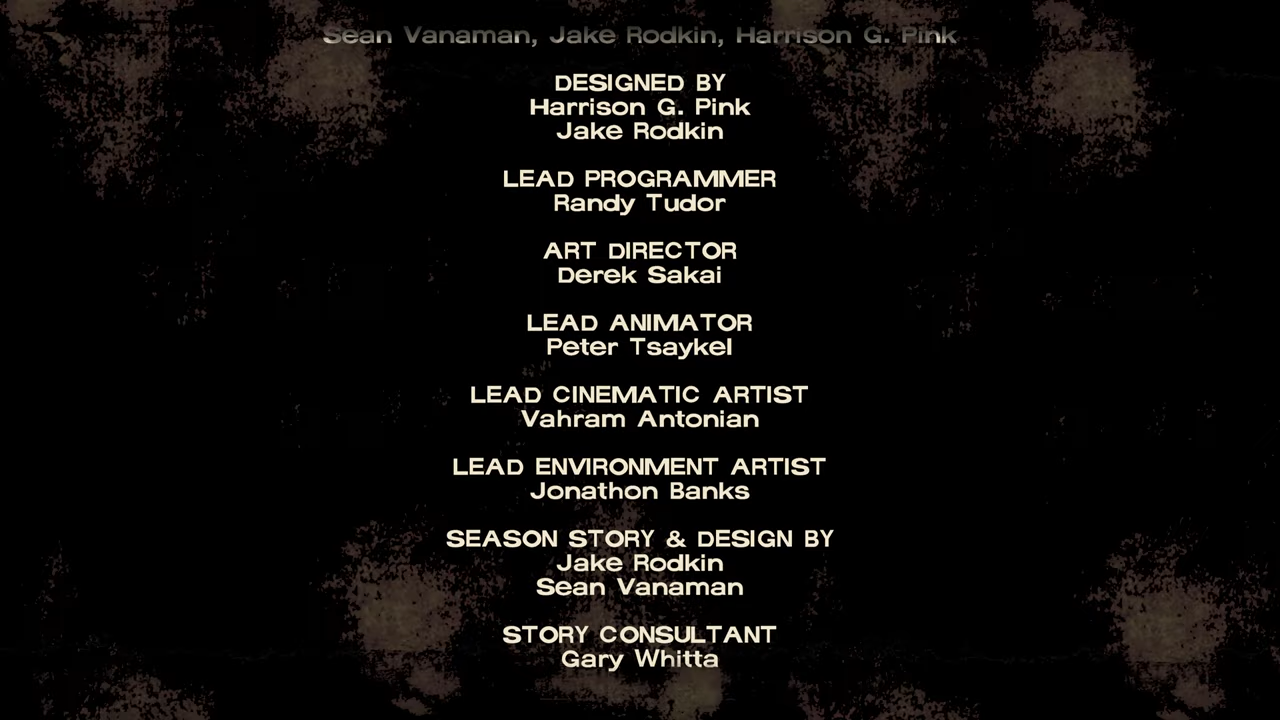 Sean Vanaman, Jake Rodkin, Harrison G. Pink
DESIGNED BY
Harrison G. Pink
Jake Rodkin
LEAD PROGRAMMER
Randy Tudor
ART DIRECTOR
Derek Sakai
LEAD ANIMATOR
Peter Tsaykel
LEAD CINEMATIC ARTIST
Vahram Antonian
LEAD ENVIRONMENT ARTIST
Jonathon Banks
SEASON STORY & DESIGN BY
Jake Rodkin
Sean Vanaman
STORY CONSULTANT
Gary Whitta